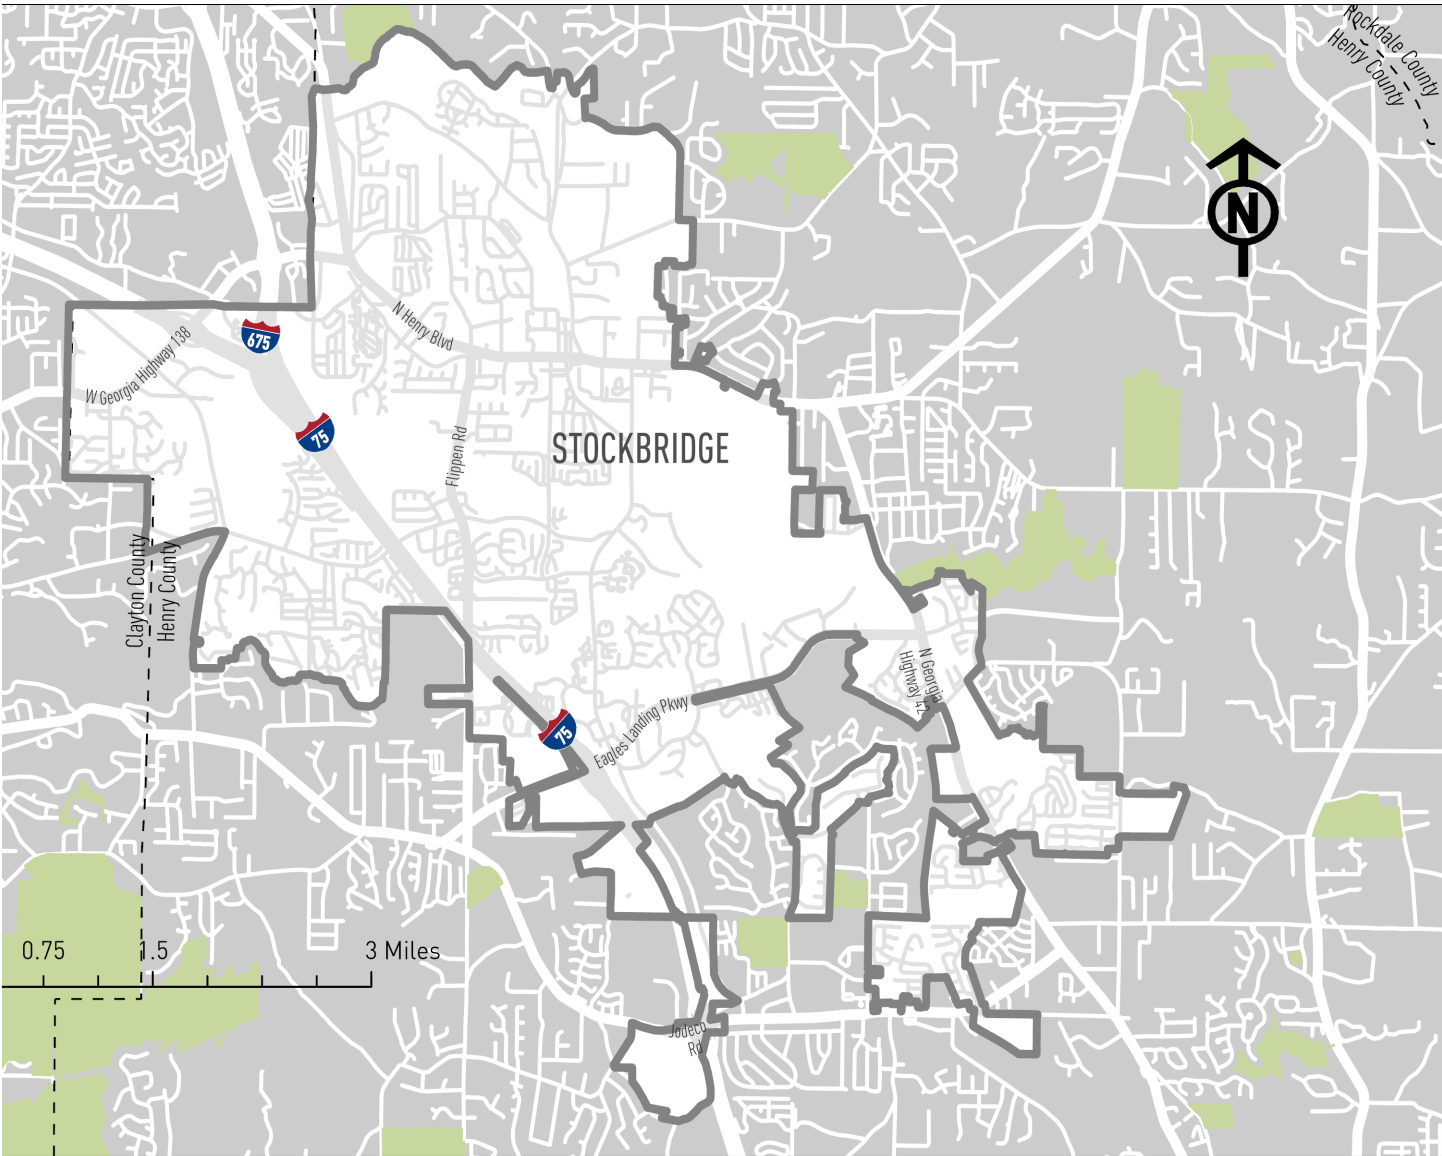 Rockdale County
Henry County
N
N Henry Blvd
675
W Georgia Highway 138
75
Flippen Rd
STOCKBRIDGE
Clayton County
Henry County
N Georgia
Highway 42
Eagles Landing Pkwy
75
0.75
1.5
3 Miles
Jodeco
Rd